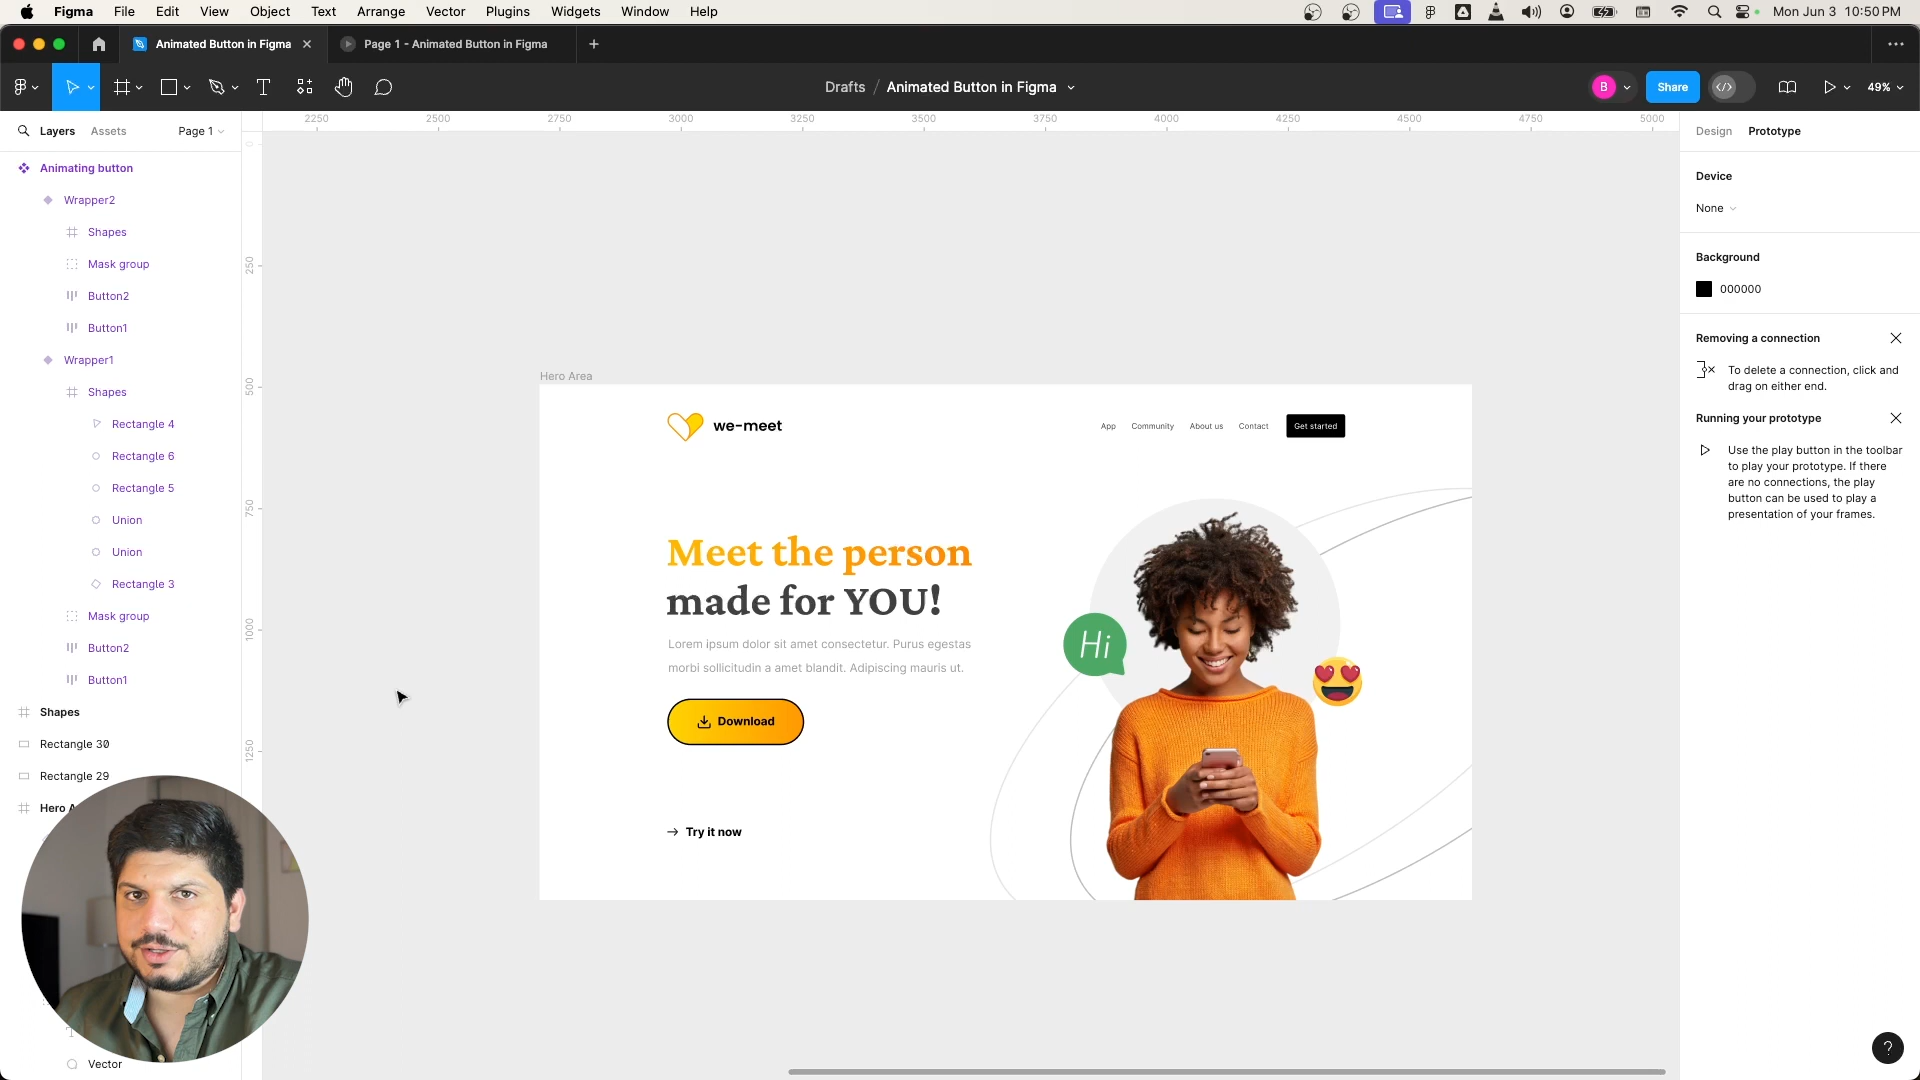 Figma File Edit View Object Text Arrange Vector Plugins Widgets Window Help Mon Jun 3 10:50 PM
Animated Button in Figma
Page 1 - Animated Button in Figma
Drafts / Animated Button in Figma
B
Share
49%
Layers
Assets
Page 1
2250 2500 2750 3000 3250 3500 3750 4000 4250 4500 4750 5000
0
250
500
750
1000
1250
Animating button
Wrapper2
Shapes
Mask group
Button2
Button1
Wrapper1
Shapes
Rectangle 4
Rectangle 6
Rectangle 5
Union
Union
Rectangle 3
Mask group
Button2
Button1
Shapes
Rectangle 30
Rectangle 29
Hero A
Vector
Hero Area
we-meet
App Community About us Contact Get started
Meet the person
made for YOU!
Lorem ipsum dolor sit amet consectetur. Purus egestas
morbi sollicitudin a amet blandit. Adipiscing mauris ut.
Download
Try it now
Hi
Design
Prototype
Device
None
Background
000000
Removing a connection
To delete a connection, click and
drag on either end.
Running your prototype
Use the play button in the toolbar
to play your prototype. If there
are no connections, the play
button can be used to play a
presentation of your frames.
?